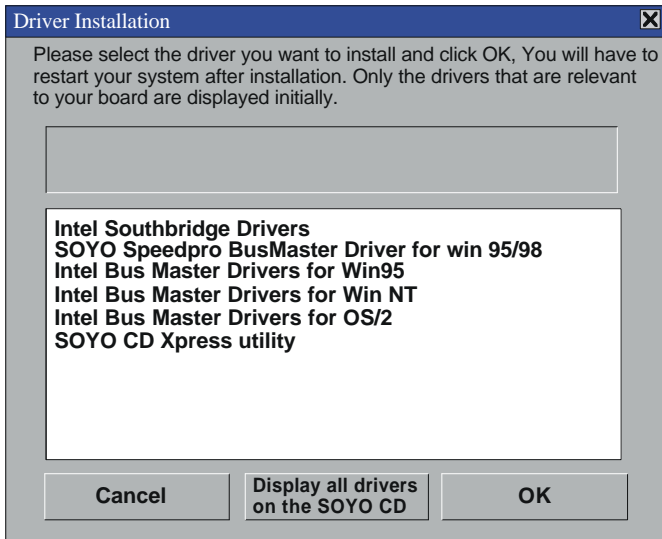 Driver Installation
Please select the driver you want to install and click OK, You will have to
restart your system after installation. Only the drivers that are relevant
to your board are displayed initially.
Intel Southbridge Drivers
SOYO Speedpro BusMaster Driver for win 95/98
Intel Bus Master Drivers for Win95
Intel Bus Master Drivers for Win NT
Intel Bus Master Drivers for OS/2
SOYO CD Xpress utility
Cancel
Display all drivers
on the SOYO CD
OK